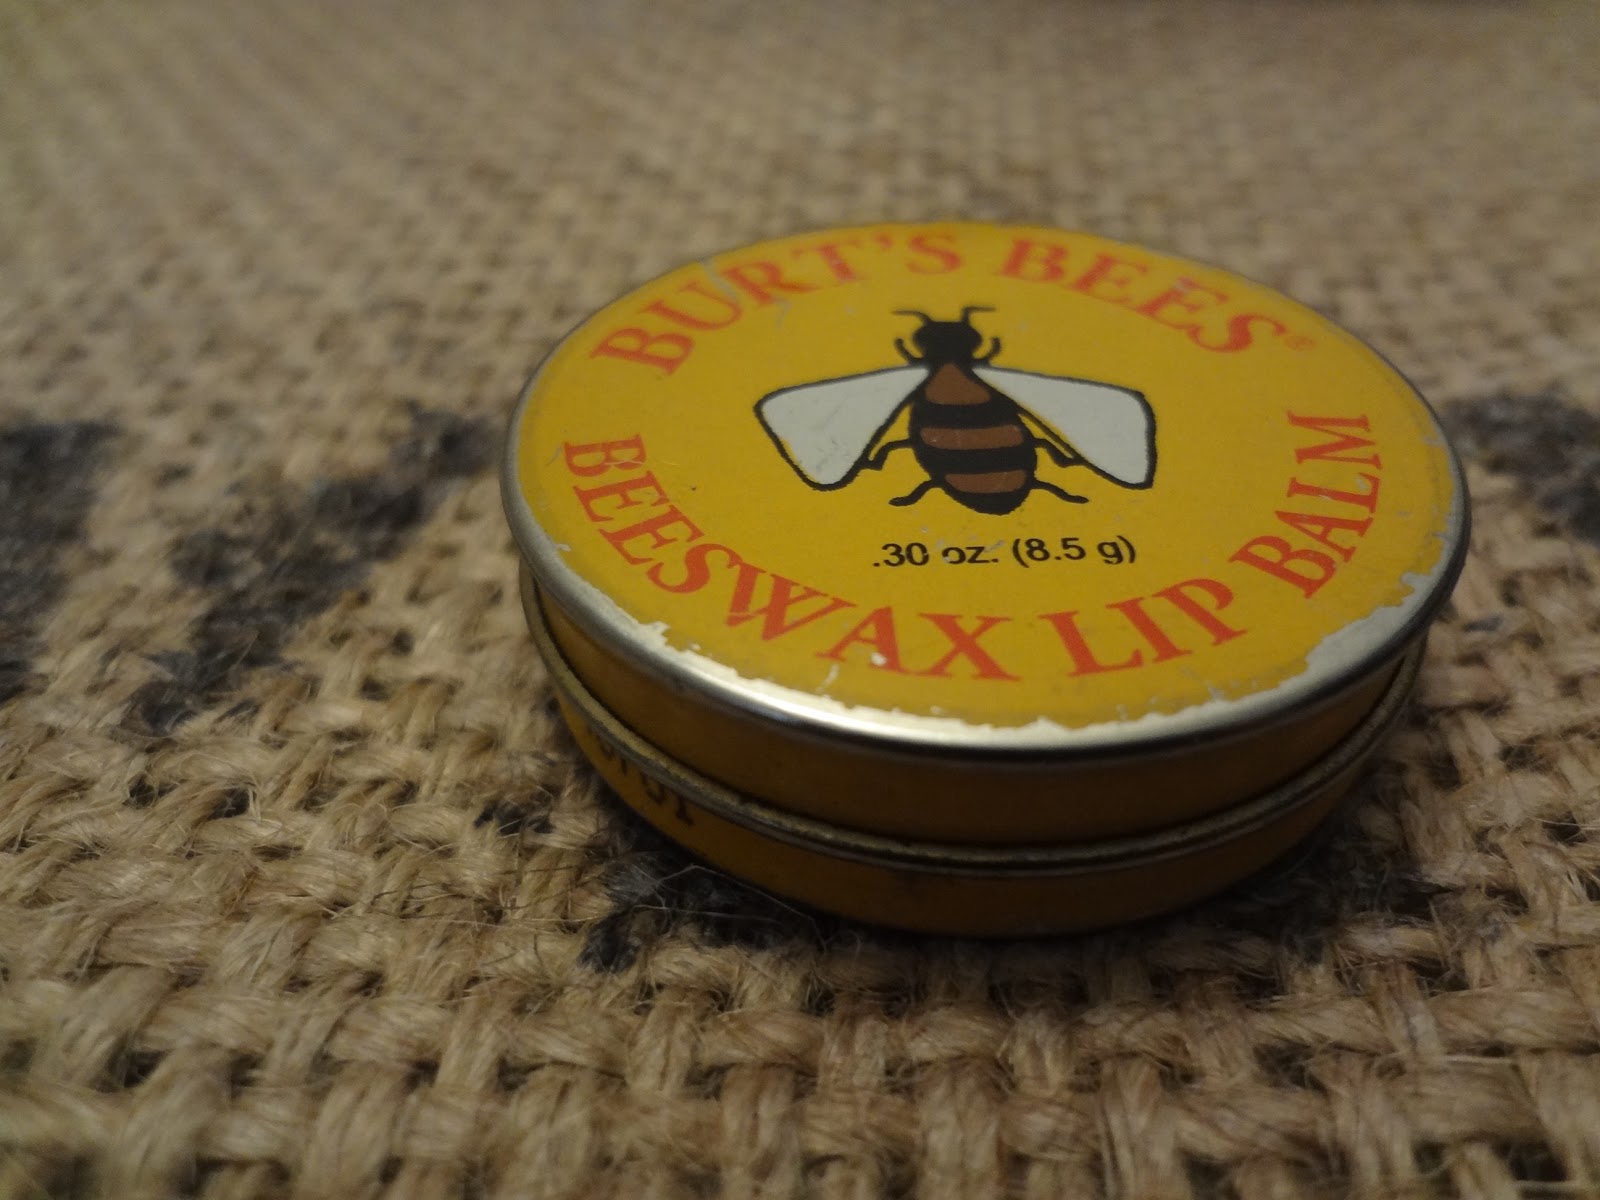 BURT'S BEES®
.30 oz. (8.5 g)
BEESWAX LIP BALM